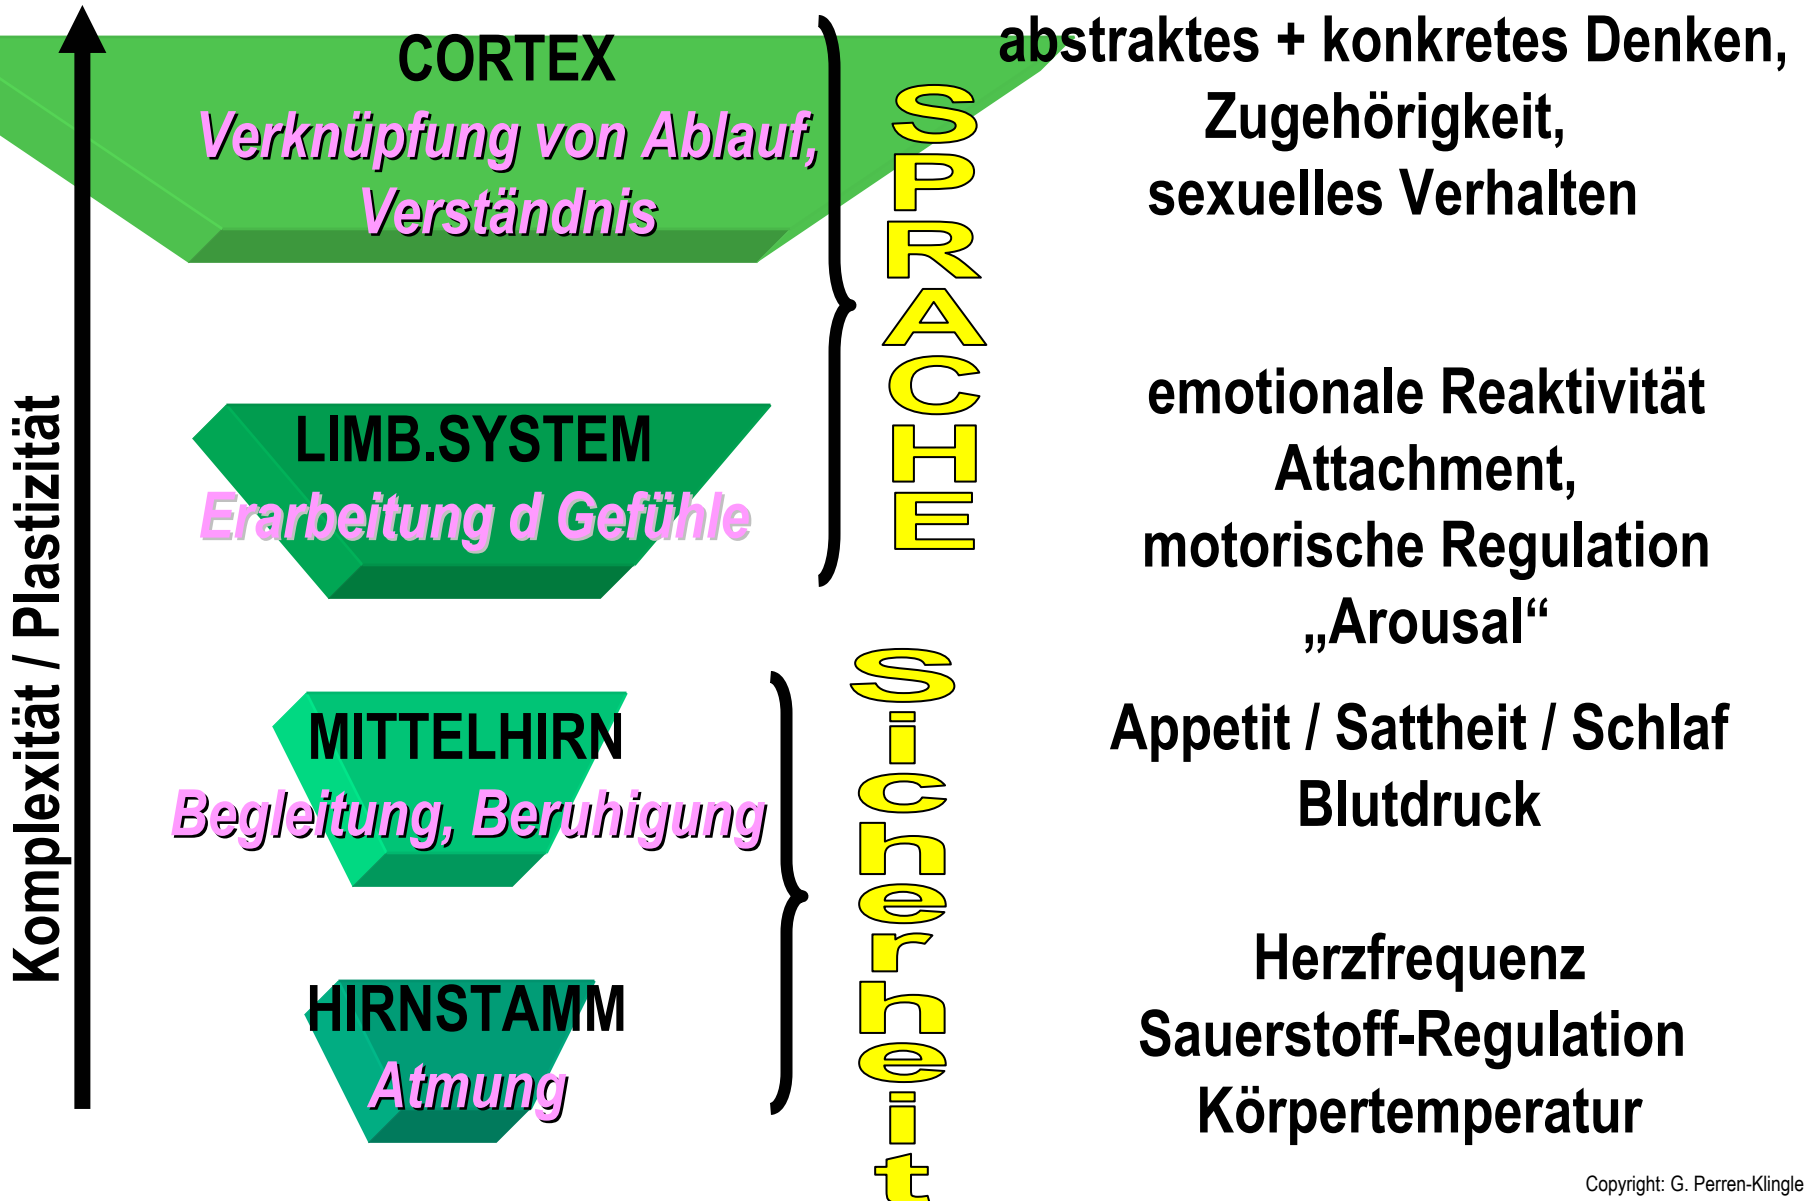 CORTEX
Verknüpfung von Ablauf,
Verständnis
abstraktes + konkretes Denken,
Zugehörigkeit,
sexuelles Verhalten
SPRACHE
LIMB.SYSTEM
Erarbeitung d Gefühle
emotionale Reaktivität
Attachment,
motorische Regulation
„Arousal“
Komplexität / Plastizität
MITTELHIRN
Begleitung, Beruhigung
Sicherheit
Appetit / Sattheit / Schlaf
Blutdruck
HIRNSTAMM
Atmung
Herzfrequenz
Sauerstoff-Regulation
Körpertemperatur
Copyright: G. Perren-Klingle